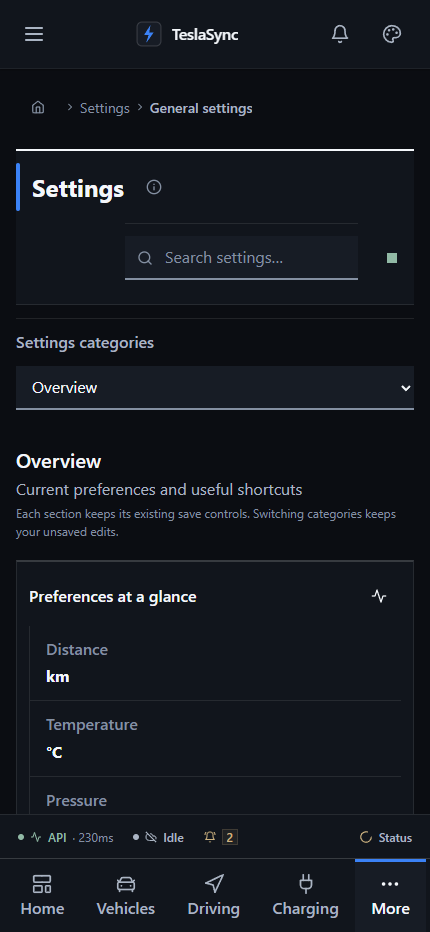 TeslaSync
Settings
General settings
Settings
Search settings...
Settings categories
Overview
Overview
Current preferences and useful shortcuts
Each section keeps its existing save controls. Switching categories keeps
your unsaved edits.
Preferences at a glance
Distance
km
Temperature
°C
Pressure
API · 230ms
Idle
2
Status
Home
Vehicles
Driving
Charging
More